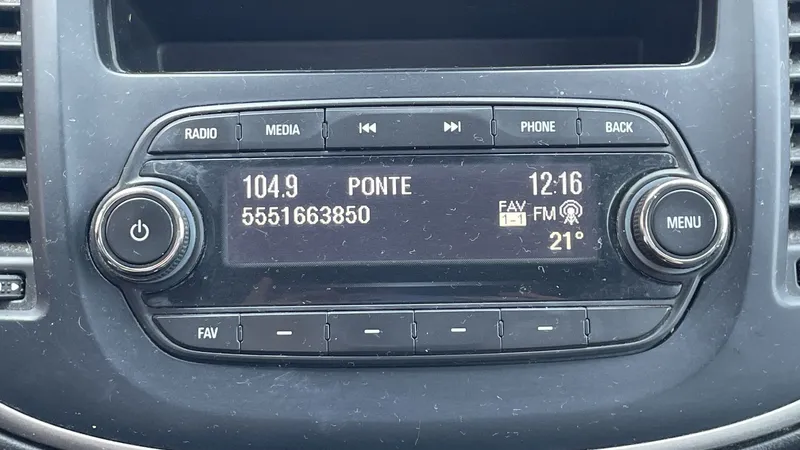 RADIO MEDIA PHONE BACK
104.9 PONTE 12:16
5551663850 FAV 1-1 FM
21°
MENU
FAV